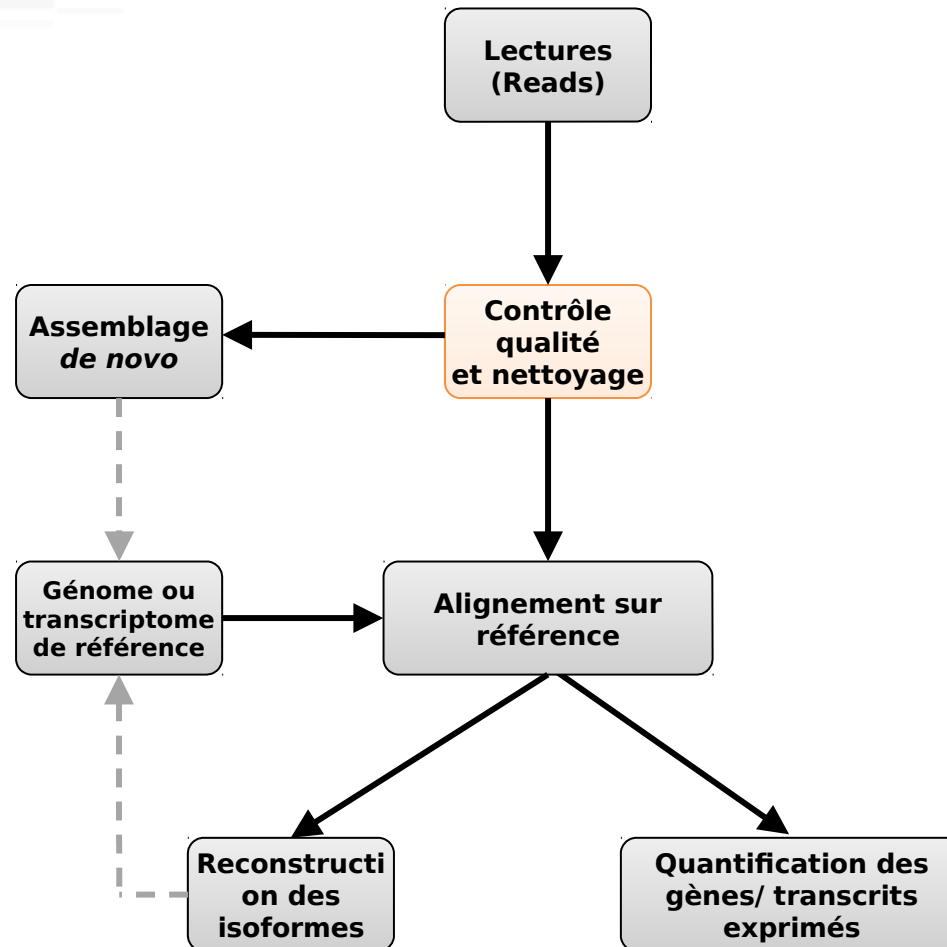 Lectures
(Reads)
Contrôle
qualité
et nettoyage
Assemblage
de novo
Génome ou
transcriptome
de référence
Alignement sur
référence
Reconstructi
on des
isoformes
Quantification des
gènes/ transcrits
exprimés